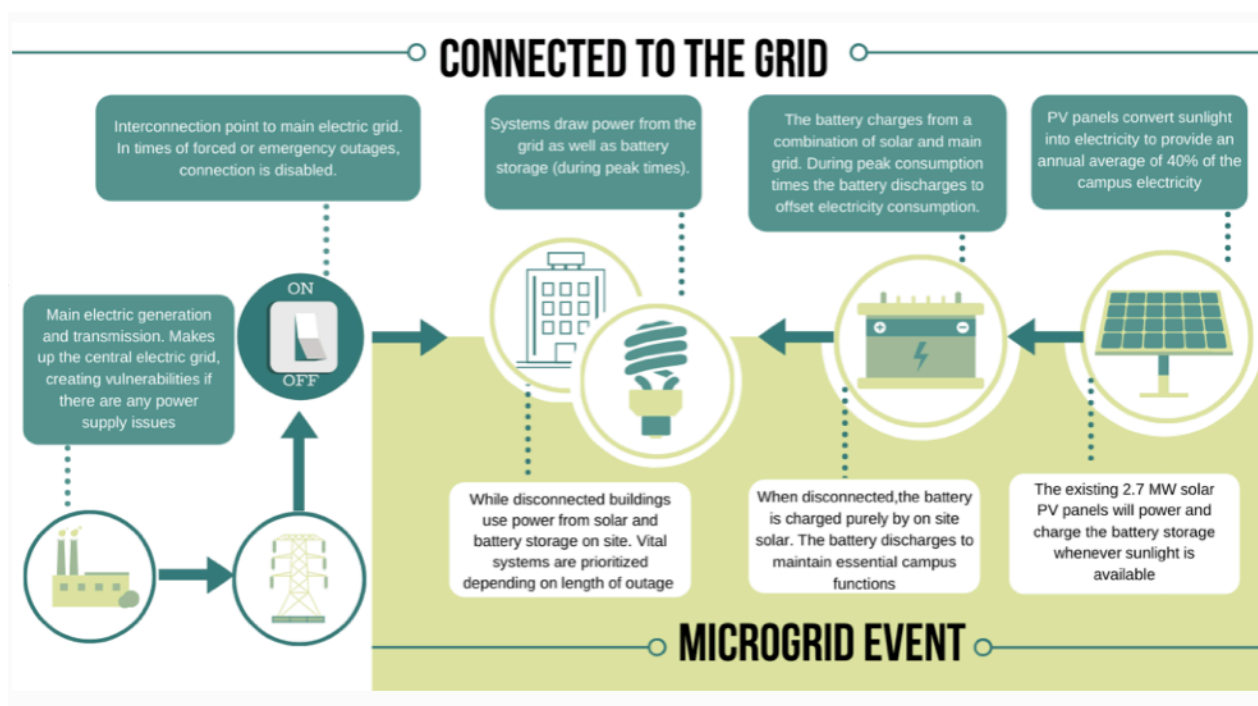 CONNECTED TO THE GRID
Interconnection point to main electric grid.
In times of forced or emergency outages,
connection is disabled.
Systems draw power from the
grid as well as battery
storage (during peak times).
The battery charges from a
combination of solar and main
grid. During peak consumption
times the battery discharges to
offset electricity consumption.
PV panels convert sunlight
into electricity to provide an
annual average of 40% of the
campus electricity
Main electric generation
and transmission. Makes
up the central electric grid,
creating vulnerabilities if
there are any power
supply issues
ON
OFF
While disconnected buildings
use power from solar and
battery storage on site. Vital
systems are prioritized
depending on length of outage
When disconnected,the battery
is charged purely by on site
solar. The battery discharges to
maintain essential campus
functions
The existing 2.7 MW solar
PV panels will power and
charge the battery storage
whenever sunlight is
available
MICROGRID EVENT